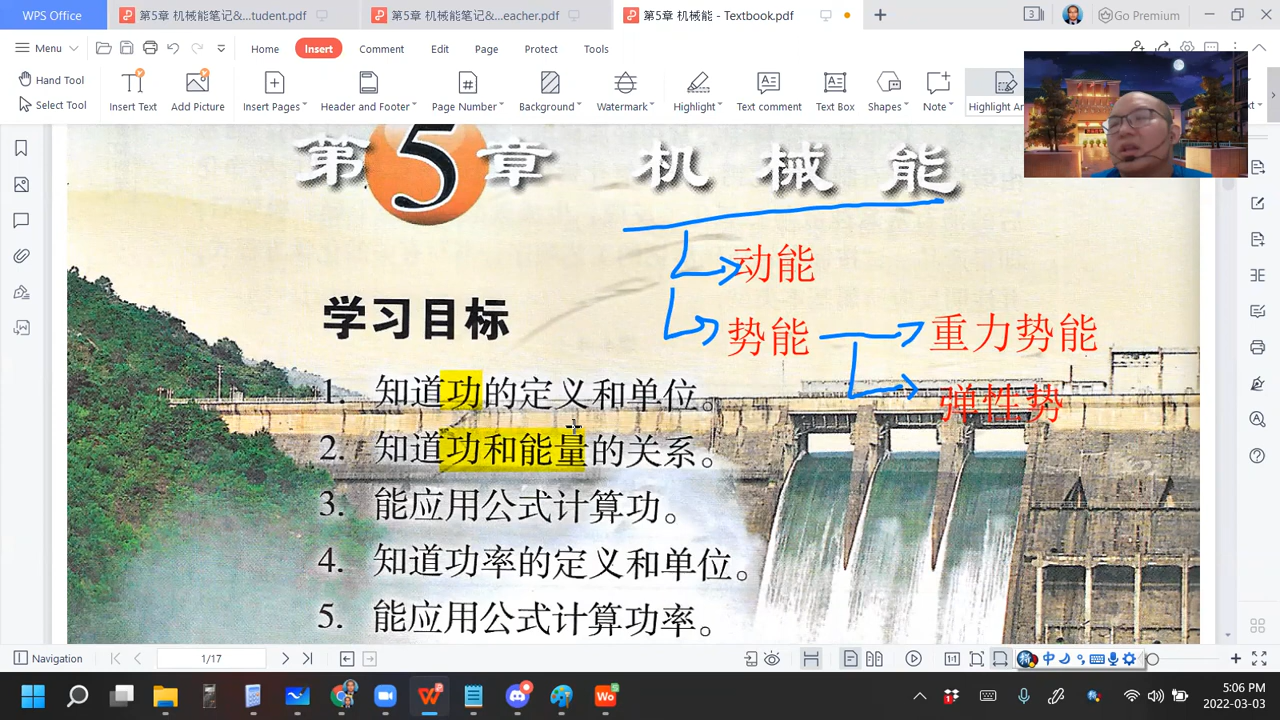 WPS Office
第5章 机械能笔记&...tudent.pdf
第5章 机械能笔记&...eacher.pdf
第5章 机械能 - Textbook.pdf
3
Go Premium
Menu
Home
Insert
Comment
Edit
Page
Protect
Tools
Hand Tool
Select Tool
Insert Text
Add Picture
Insert Pages
Header and Footer
Page Number
Background
Watermark
Highlight
Text comment
Text Box
Shapes
Note
第5章 机械能
动能
学习目标
势能
重力势能
弹性势
1. 知道功的定义和单位。
2. 知道功和能量的关系。
3. 能应用公式计算功。
4. 知道功率的定义和单位。
5. 能应用公式计算功率。
Navigation
1/17
1:1
中
5:06 PM
2022-03-03